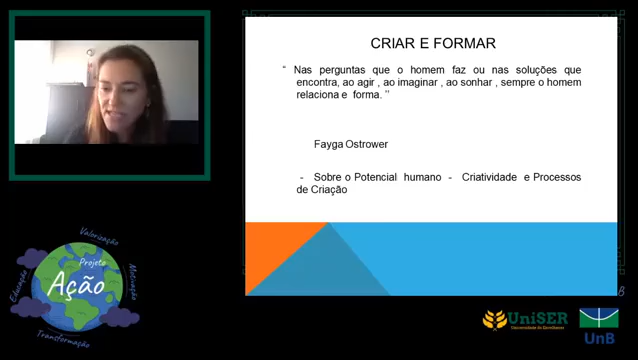 CRIAR E FORMAR
“ Nas perguntas que o homem faz ou nas soluções que
encontra, ao agir , ao imaginar , ao sonhar , sempre o homem
relaciona e forma. ’’
Fayga Ostrower
- Sobre o Potencial humano - Criatividade e Processos
de Criação
Valorização
Educação
Projeto
Ação
Motivação
Transformação
UniSER
UnB